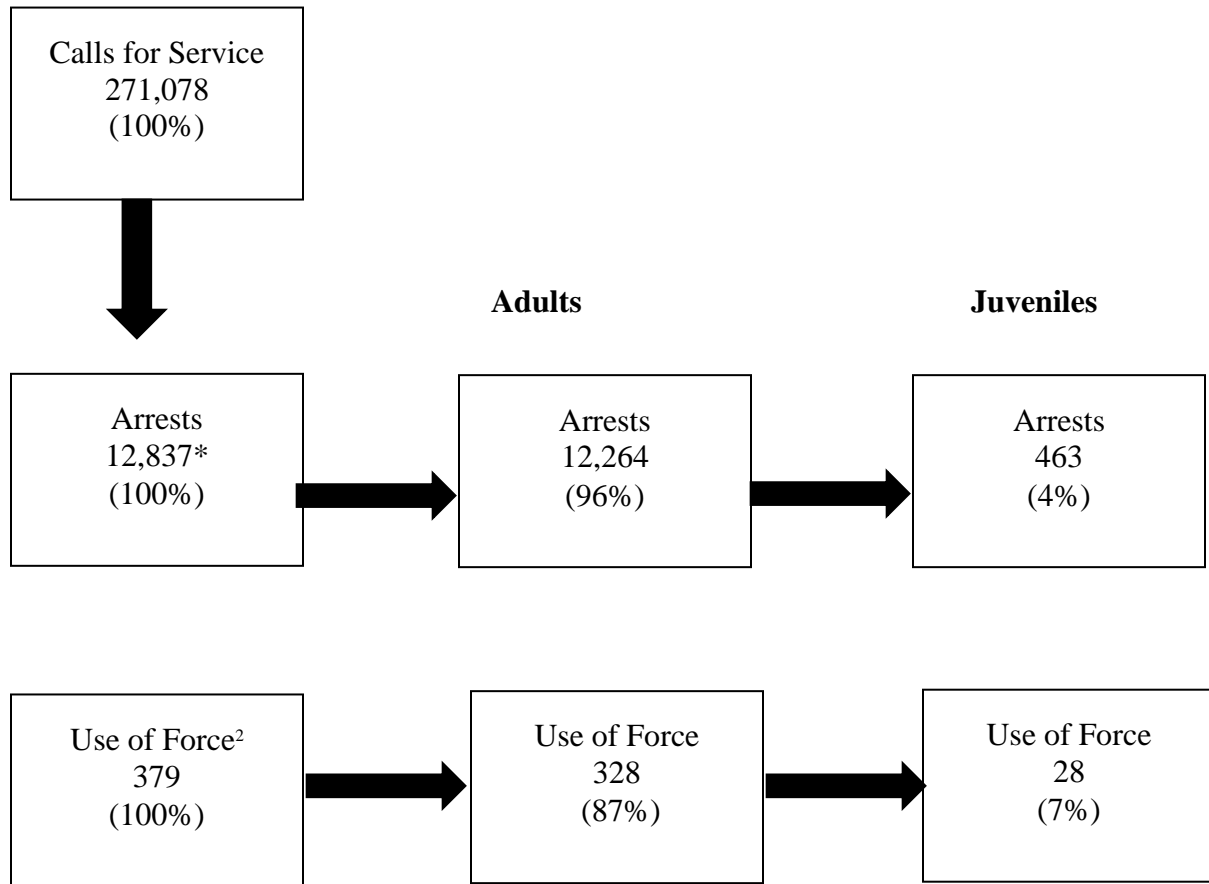 Calls for Service
271,078
(100%)
Adults
Juveniles
Arrests
12,837*
(100%)
Arrests
12,264
(96%)
Arrests
463
(4%)
Use of Force²
379
(100%)
Use of Force
328
(87%)
Use of Force
28
(7%)